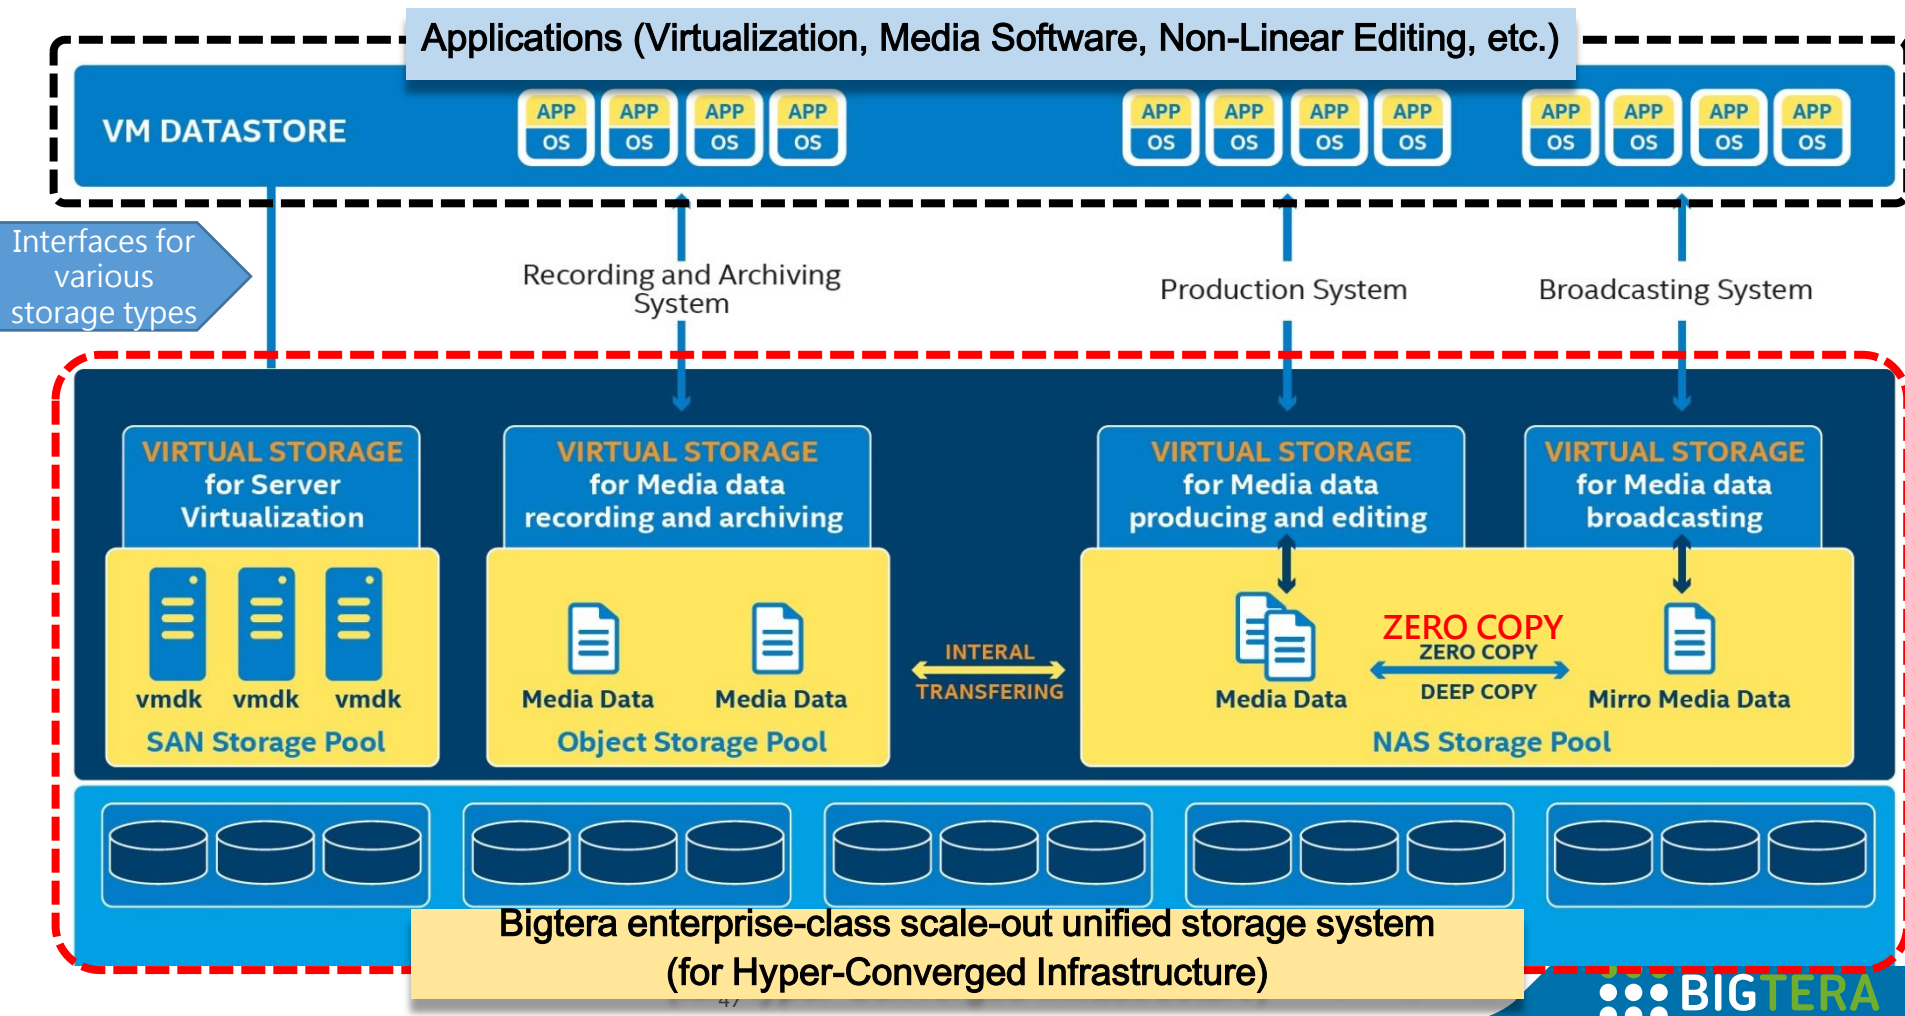 Applications (Virtualization, Media Software, Non-Linear Editing, etc.)
VM DATASTORE
APP APP APP APP APP APP APP APP APP APP APP APP
OS OS OS OS OS OS OS OS OS OS OS OS
Interfaces for
various
storage types
Recording and Archiving
System
Production System
Broadcasting System
VIRTUAL STORAGE
for Server
Virtualization
VIRTUAL STORAGE
for Media data
recording and archiving
VIRTUAL STORAGE
for Media data
producing and editing
VIRTUAL STORAGE
for Media data
broadcasting
vmdk vmdk vmdk
SAN Storage Pool
Media Data Media Data
Object Storage Pool
INTERAL
TRANSFERING
ZERO COPY
ZERO COPY
DEEP COPY
Media Data
Mirro Media Data
NAS Storage Pool
Bigtera enterprise-class scale-out unified storage system
(for Hyper-Converged Infrastructure)
47
BIGTERA